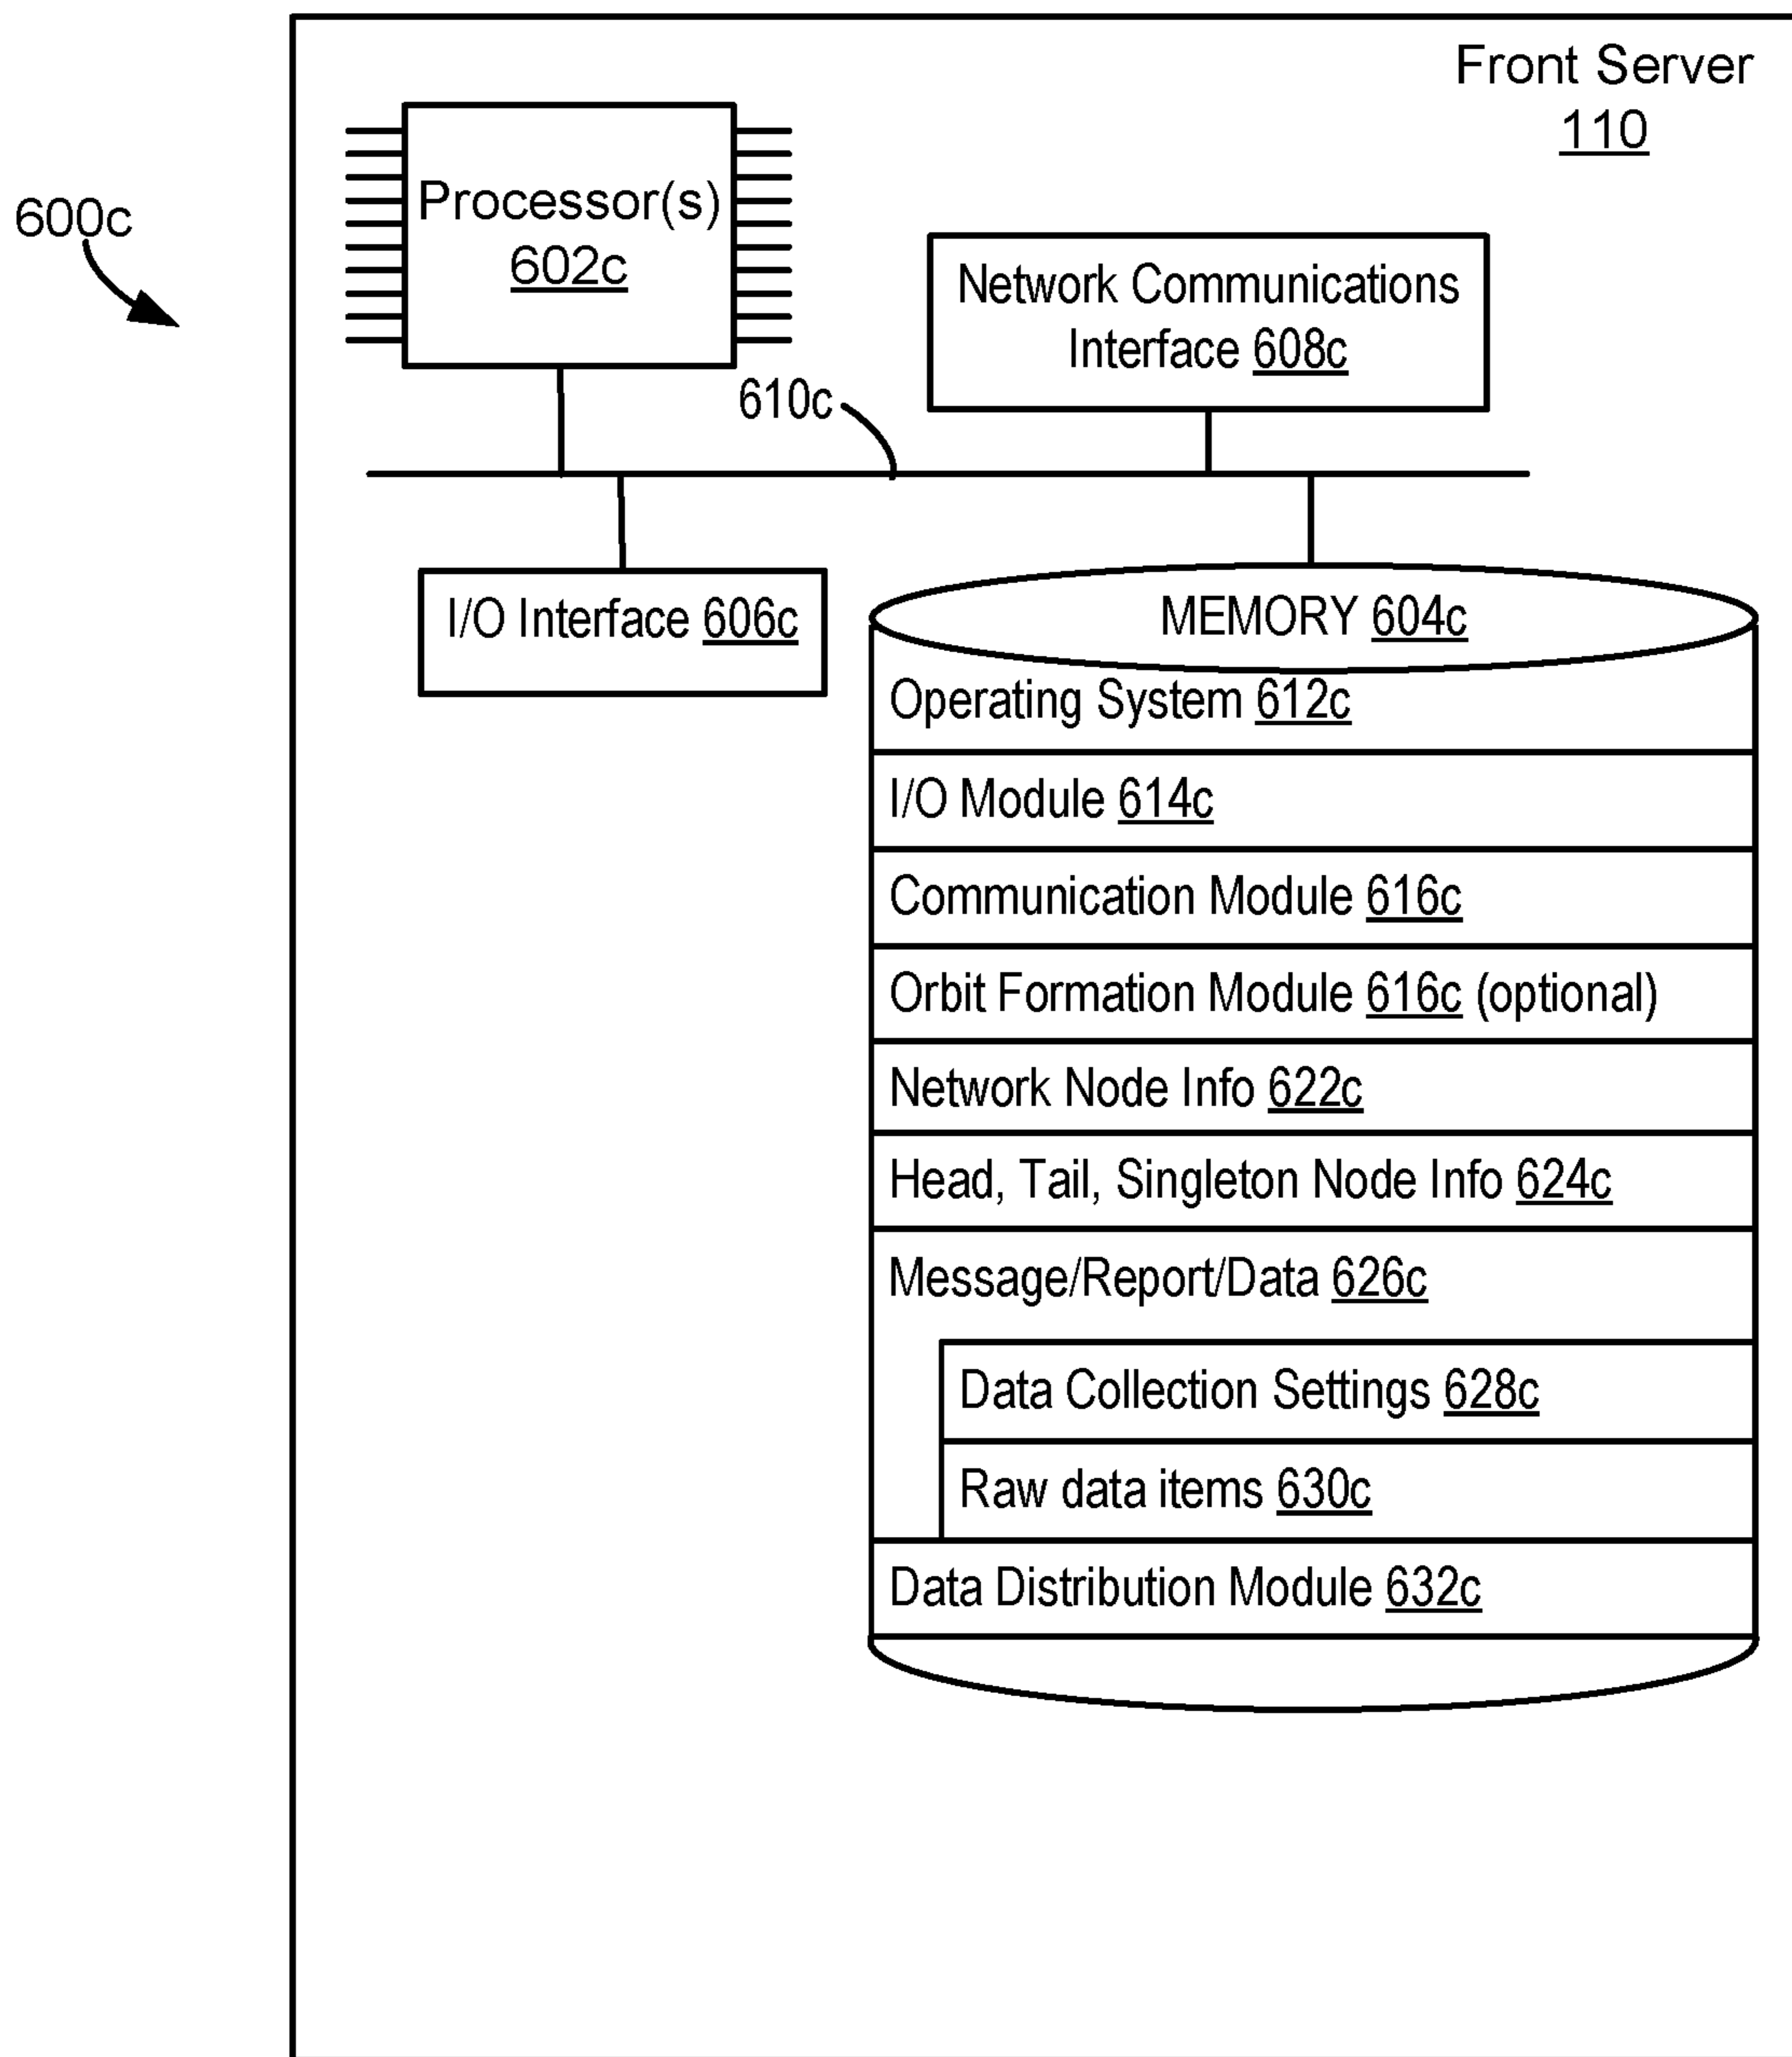 Front Server
110
600c
Processor(s)
602c
Network Communications
Interface 608c
610c
I/O Interface 606c
MEMORY 604c
Operating System 612c
I/O Module 614c
Communication Module 616c
Orbit Formation Module 616c (optional)
Network Node Info 622c
Head, Tail, Singleton Node Info 624c
Message/Report/Data 626c
Data Collection Settings 628c
Raw data items 630c
Data Distribution Module 632c